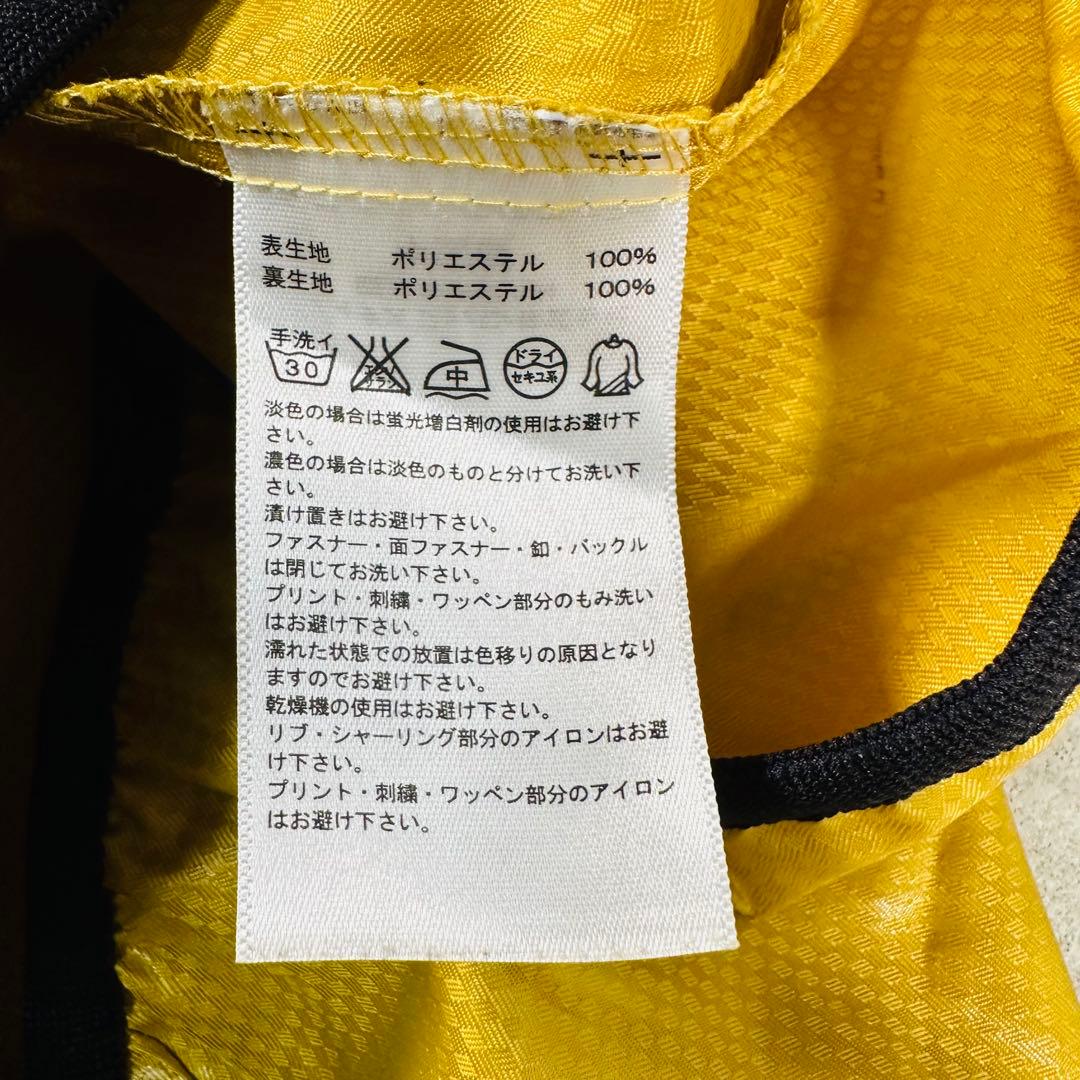 表生地 ポリエステル 100%
裏生地 ポリエステル 100%
手洗イ
30
エンソ
サラシ
中
ドライ
セキユ系
淡色の場合は蛍光増白剤の使用はお避け下
さい。
濃色の場合は淡色のものと分けてお洗い下
さい。
漬け置きはお避け下さい。
ファスナー・面ファスナー・釦・バックル
は閉じてお洗い下さい。
プリント・刺繍・ワッペン部分のもみ洗い
はお避け下さい。
濡れた状態での放置は色移りの原因となり
ますのでお避け下さい。
乾燥機の使用はお避け下さい。
リブ・シャーリング部分のアイロンはお避
け下さい。
プリント・刺繍・ワッペン部分のアイロン
はお避け下さい。